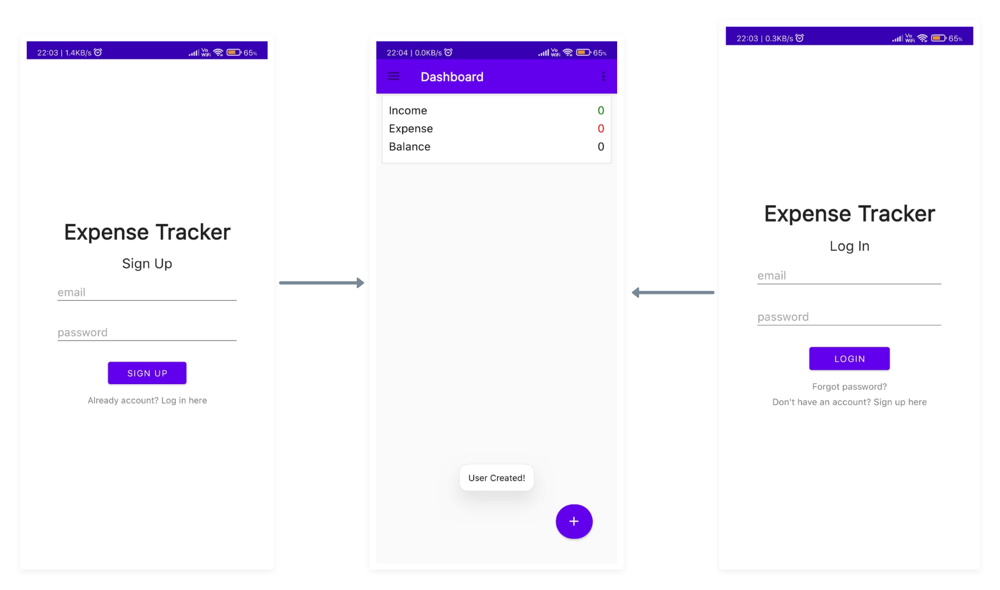 22:03 | 1.4KB/s
Vo WiFi 65%
Expense Tracker
Sign Up
email
password
SIGN UP
Already account? Log in here
22:04 | 0.0KB/s
Vo WiFi 65%
Dashboard
Income 0
Expense 0
Balance 0
User Created!
+
22:03 | 0.3KB/s
Vo WiFi 65%
Expense Tracker
Log In
email
password
LOGIN
Forgot password?
Don't have an account? Sign up here